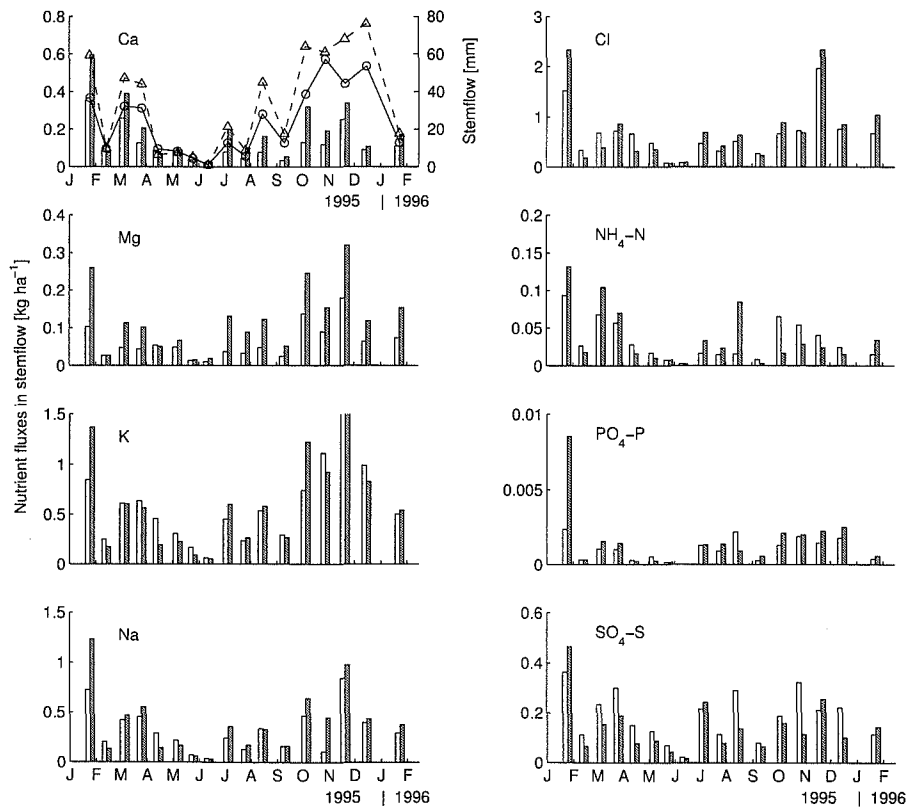 Nutrient fluxes in stemflow [kg ha⁻¹]
Ca
0.8
0.6
0.4
0.2
0
80
60
40
20
0
Stemflow [mm]
J F M A M J J A S O N D J F
1995 | 1996
Cl
3
2
1
0
Mg
0.4
0.3
0.2
0.1
0
NH₄–N
0.2
0.15
0.1
0.05
0
K
1.5
1
0.5
0
PO₄–P
0.01
0.005
0
Na
1.5
1
0.5
0
J F M A M J J A S O N D J F
1995 | 1996
SO₄–S
0.6
0.4
0.2
0
J F M A M J J A S O N D J F
1995 | 1996